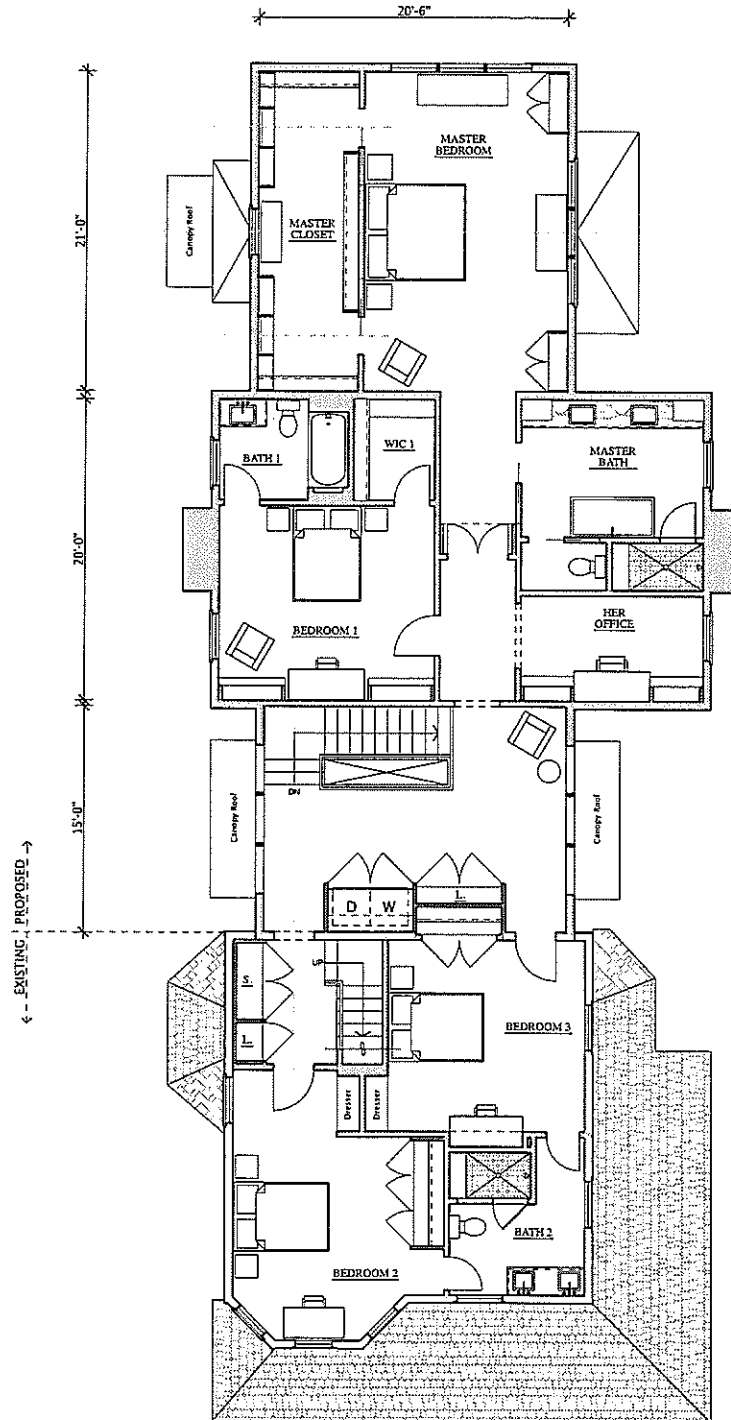 20'-6"
MASTER
BEDROOM
21'-0"
Canopy Roof
MASTER
CLOSET
BATH 1
WIC 1
MASTER
BATH
20'-0"
BEDROOM 1
HER
OFFICE
DN
15'-0"
Canopy Roof
Canopy Roof
D W
L.
EXISTING
PROPOSED
S.
UP
L.
BEDROOM 3
Dresser
Dresser
BATH 2
BEDROOM 2